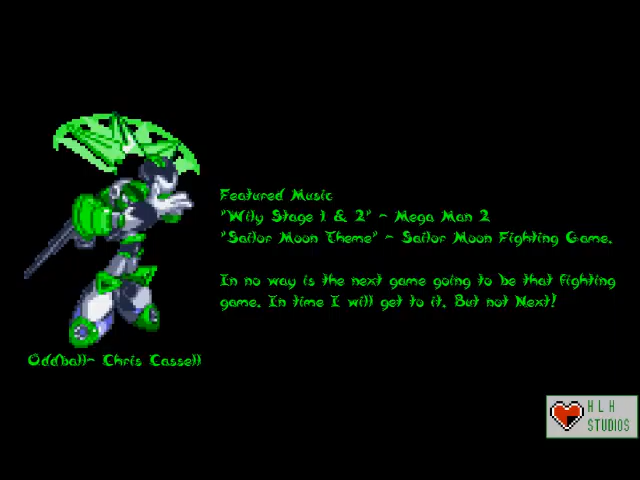 Featured Music
"Wily Stage 1 & 2" ~ Mega Man 2
"Sailor Moon Theme" ~ Sailor Moon Fighting Game.
In no way is the next game going to be that fighting
game. In time I will get to it. But not Next!
Oddball~ Chris Cassell
HLH
STUDIOS